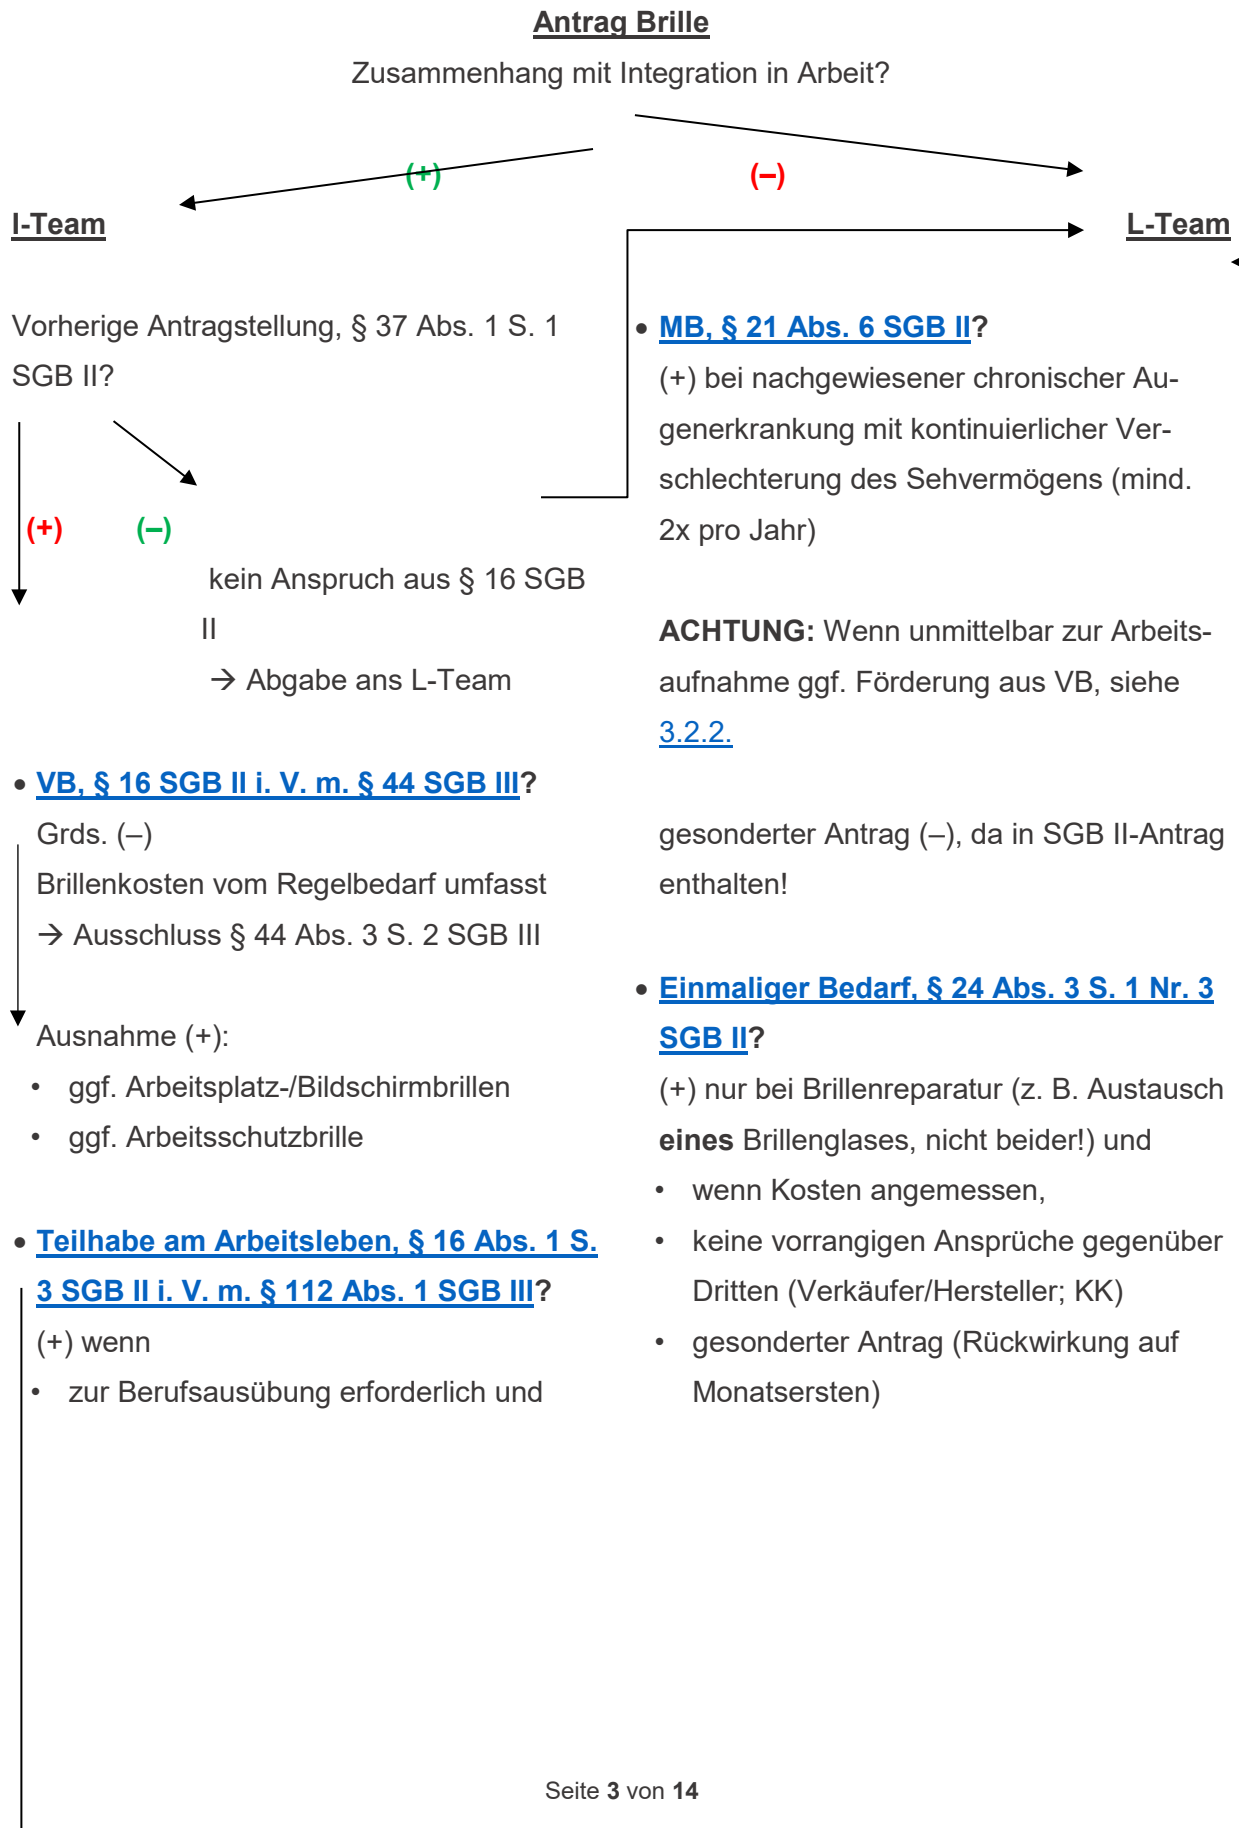 Antrag Brille
Zusammenhang mit Integration in Arbeit?
(+)
(–)
I-Team
L-Team
Vorherige Antragstellung, § 37 Abs. 1 S. 1
SGB II?
(+)
(–)
kein Anspruch aus § 16 SGB
II
→ Abgabe ans L-Team
• VB, § 16 SGB II i. V. m. § 44 SGB III?
Grds. (–)
Brillenkosten vom Regelbedarf umfasst
→ Ausschluss § 44 Abs. 3 S. 2 SGB III
Ausnahme (+):
• ggf. Arbeitsplatz-/Bildschirmbrillen
• ggf. Arbeitsschutzbrille
• Teilhabe am Arbeitsleben, § 16 Abs. 1 S.
3 SGB II i. V. m. § 112 Abs. 1 SGB III?
(+) wenn
• zur Berufsausübung erforderlich und
• MB, § 21 Abs. 6 SGB II?
(+) bei nachgewiesener chronischer Au-
generkrankung mit kontinuierlicher Ver-
schlechterung des Sehvermögens (mind.
2x pro Jahr)
ACHTUNG: Wenn unmittelbar zur Arbeits-
aufnahme ggf. Förderung aus VB, siehe
3.2.2.
gesonderter Antrag (–), da in SGB II-Antrag
enthalten!
• Einmaliger Bedarf, § 24 Abs. 3 S. 1 Nr. 3
SGB II?
(+) nur bei Brillenreparatur (z. B. Austausch
eines Brillenglases, nicht beider!) und
• wenn Kosten angemessen,
• keine vorrangigen Ansprüche gegenüber
Dritten (Verkäufer/Hersteller; KK)
• gesonderter Antrag (Rückwirkung auf
Monatsersten)
Seite 3 von 14